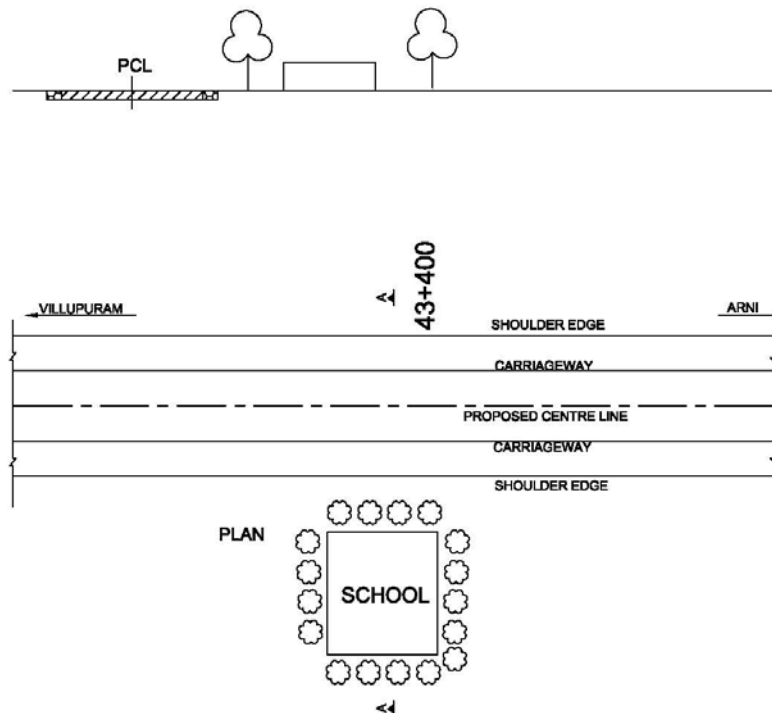 PCL
A
43+400
VILLUPURAM
ARNI
SHOULDER EDGE
CARRIAGEWAY
PROPOSED CENTRE LINE
CARRIAGEWAY
SHOULDER EDGE
PLAN
SCHOOL
A